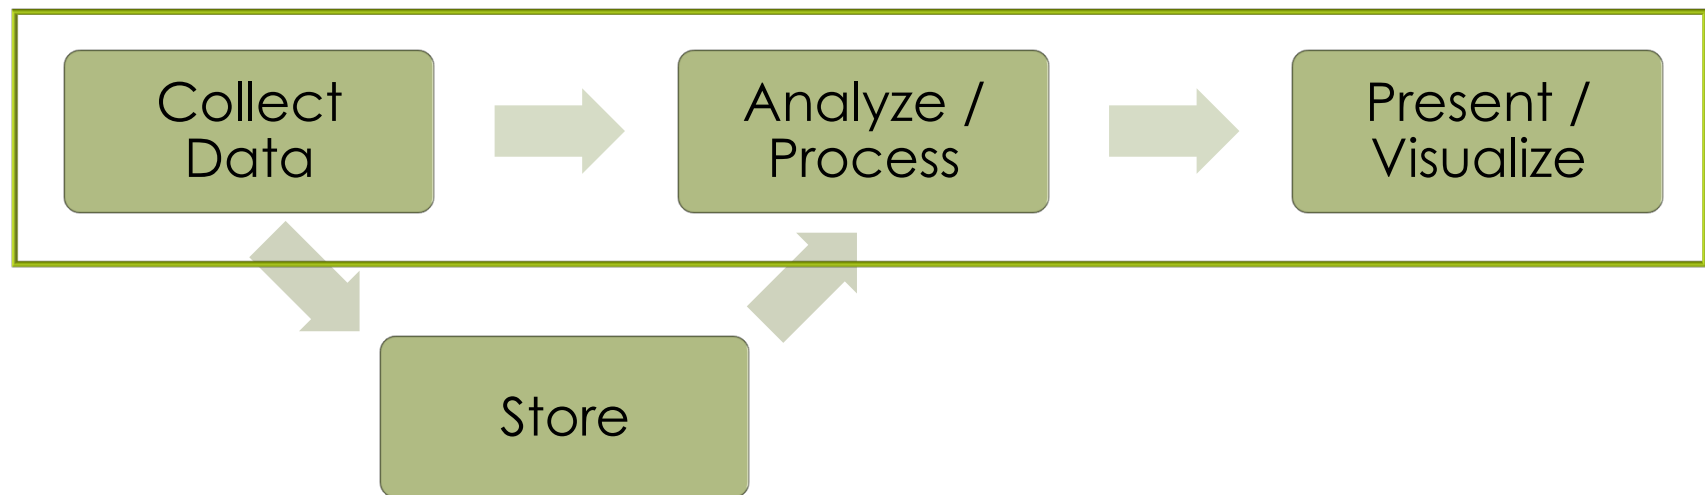 Collect
Data
Analyze /
Process
Present /
Visualize
Store